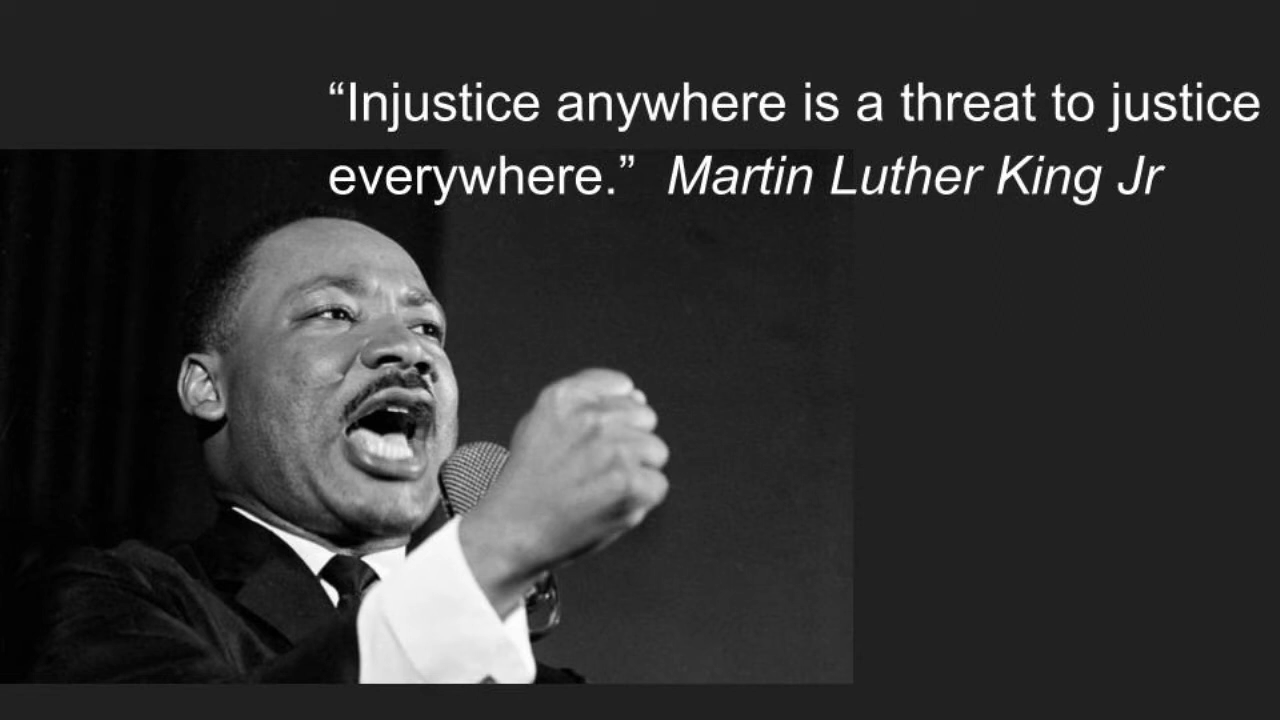 “Injustice anywhere is a threat to justice
everywhere.” Martin Luther King Jr